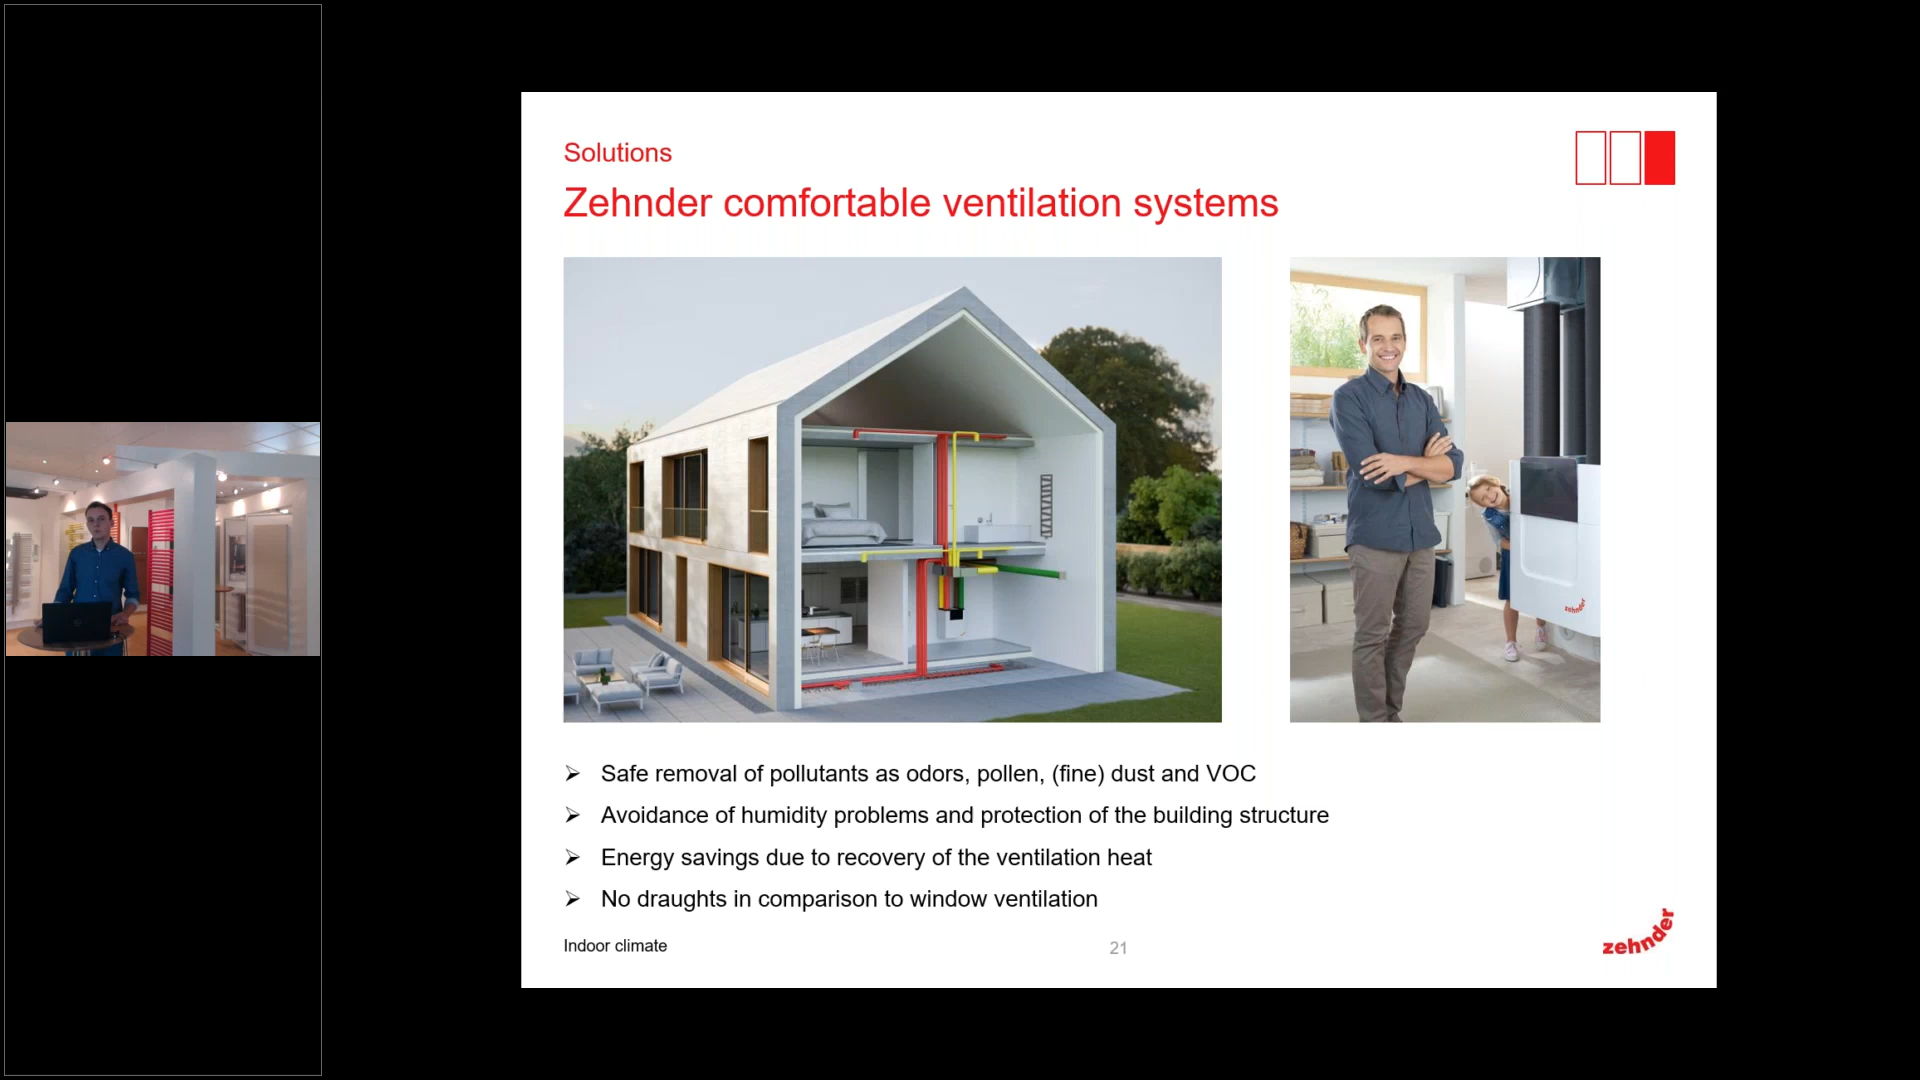 Solutions
Zehnder comfortable ventilation systems
zehnder
Safe removal of pollutants as odors, pollen, (fine) dust and VOC
Avoidance of humidity problems and protection of the building structure
Energy savings due to recovery of the ventilation heat
No draughts in comparison to window ventilation
Indoor climate
21
zehnder